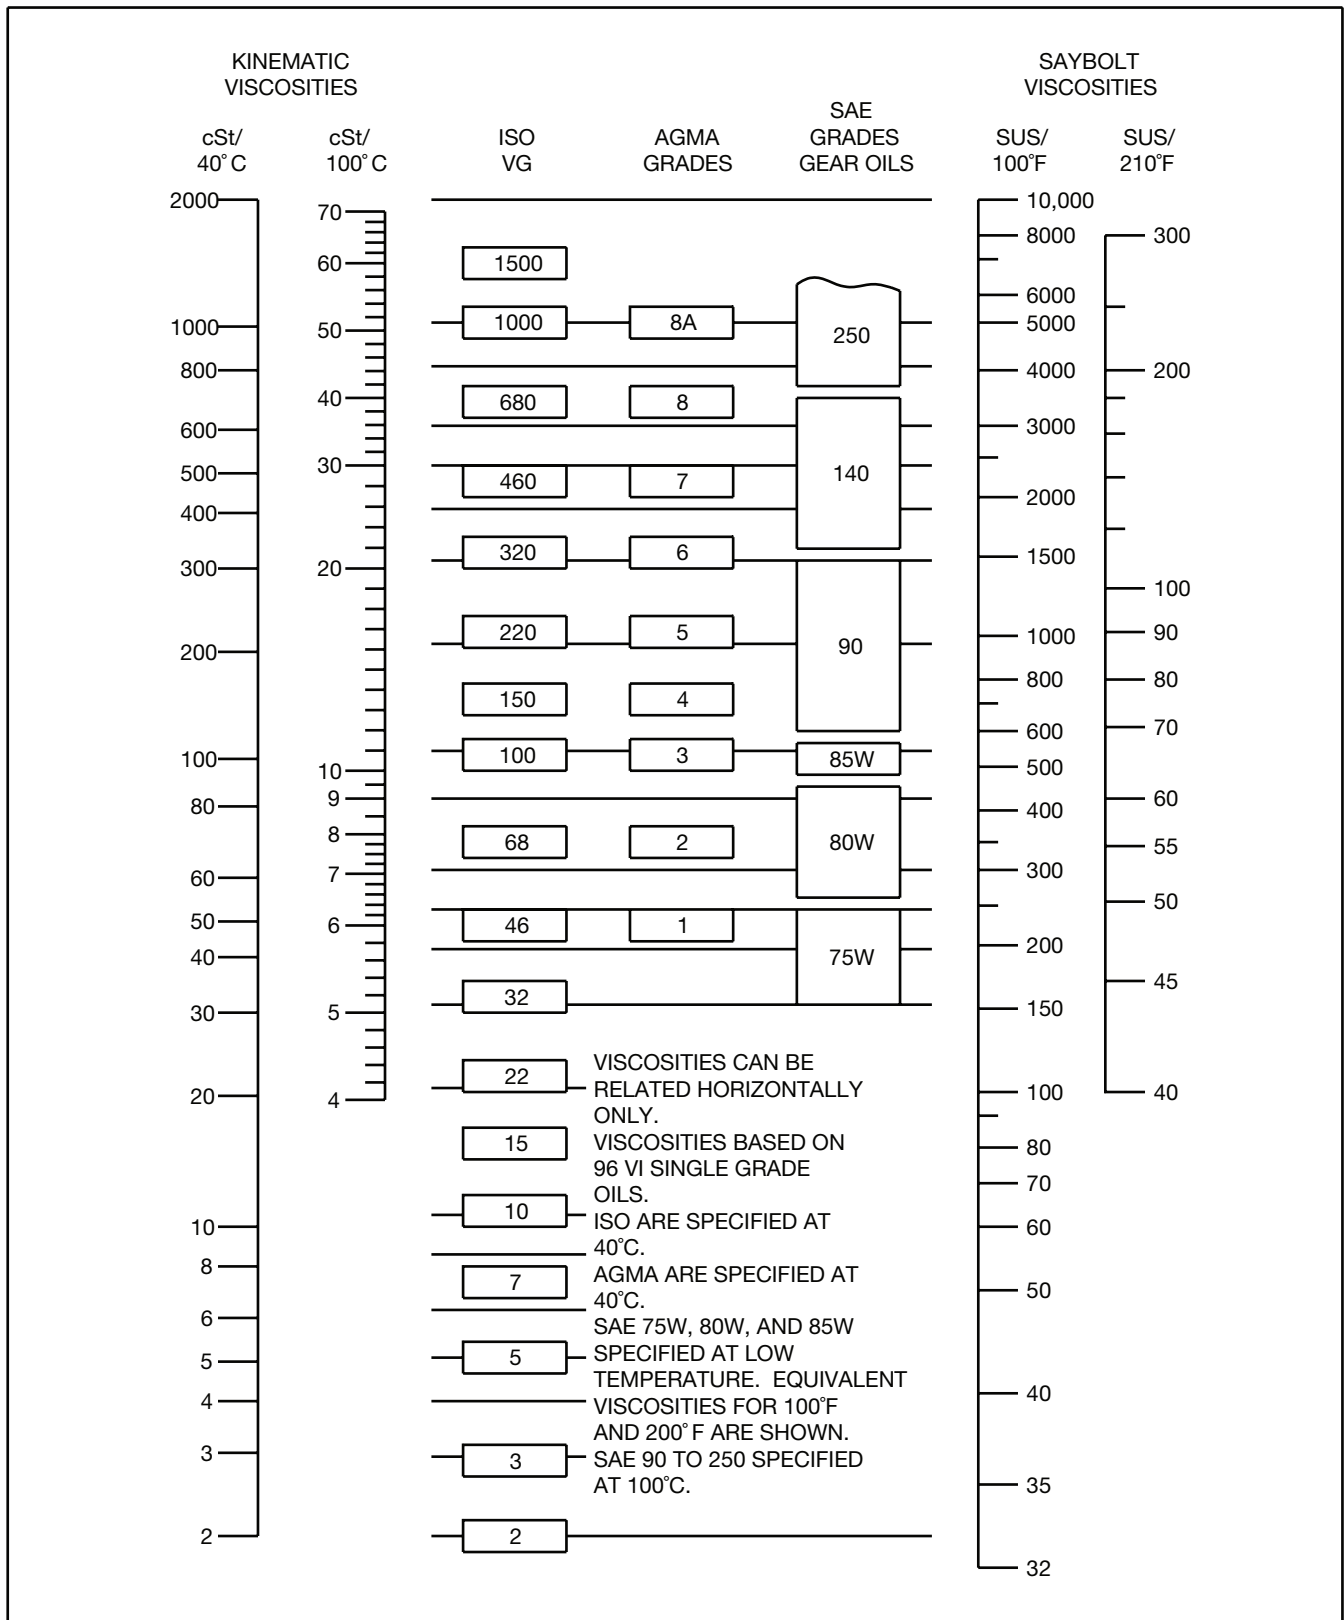 KINEMATIC
VISCOSITIES
SAYBOLT
VISCOSITIES
cSt/
40°C
cSt/
100°C
ISO
VG
AGMA
GRADES
SAE
GRADES
GEAR OILS
SUS/
100°F
SUS/
210°F
2000
1000
800
600
500
400
300
200
100
80
60
50
40
30
20
10
8
6
5
4
3
2
70
60
50
40
30
20
10
9
8
7
6
5
4
1500
1000
680
460
320
220
150
100
68
46
32
22
15
10
7
5
3
2
8A
8
7
6
5
4
3
2
1
250
140
90
85W
80W
75W
VISCOSITIES CAN BE
RELATED HORIZONTALLY
ONLY.
VISCOSITIES BASED ON
96 VI SINGLE GRADE
OILS.
ISO ARE SPECIFIED AT
40°C.
AGMA ARE SPECIFIED AT
40°C.
SAE 75W, 80W, AND 85W
SPECIFIED AT LOW
TEMPERATURE. EQUIVALENT
VISCOSITIES FOR 100°F
AND 200°F ARE SHOWN.
SAE 90 TO 250 SPECIFIED
AT 100°C.
10,000
8000
6000
5000
4000
3000
2000
1500
1000
800
600
500
400
300
200
150
100
80
70
60
50
40
35
32
300
200
100
90
80
70
60
55
50
45
40